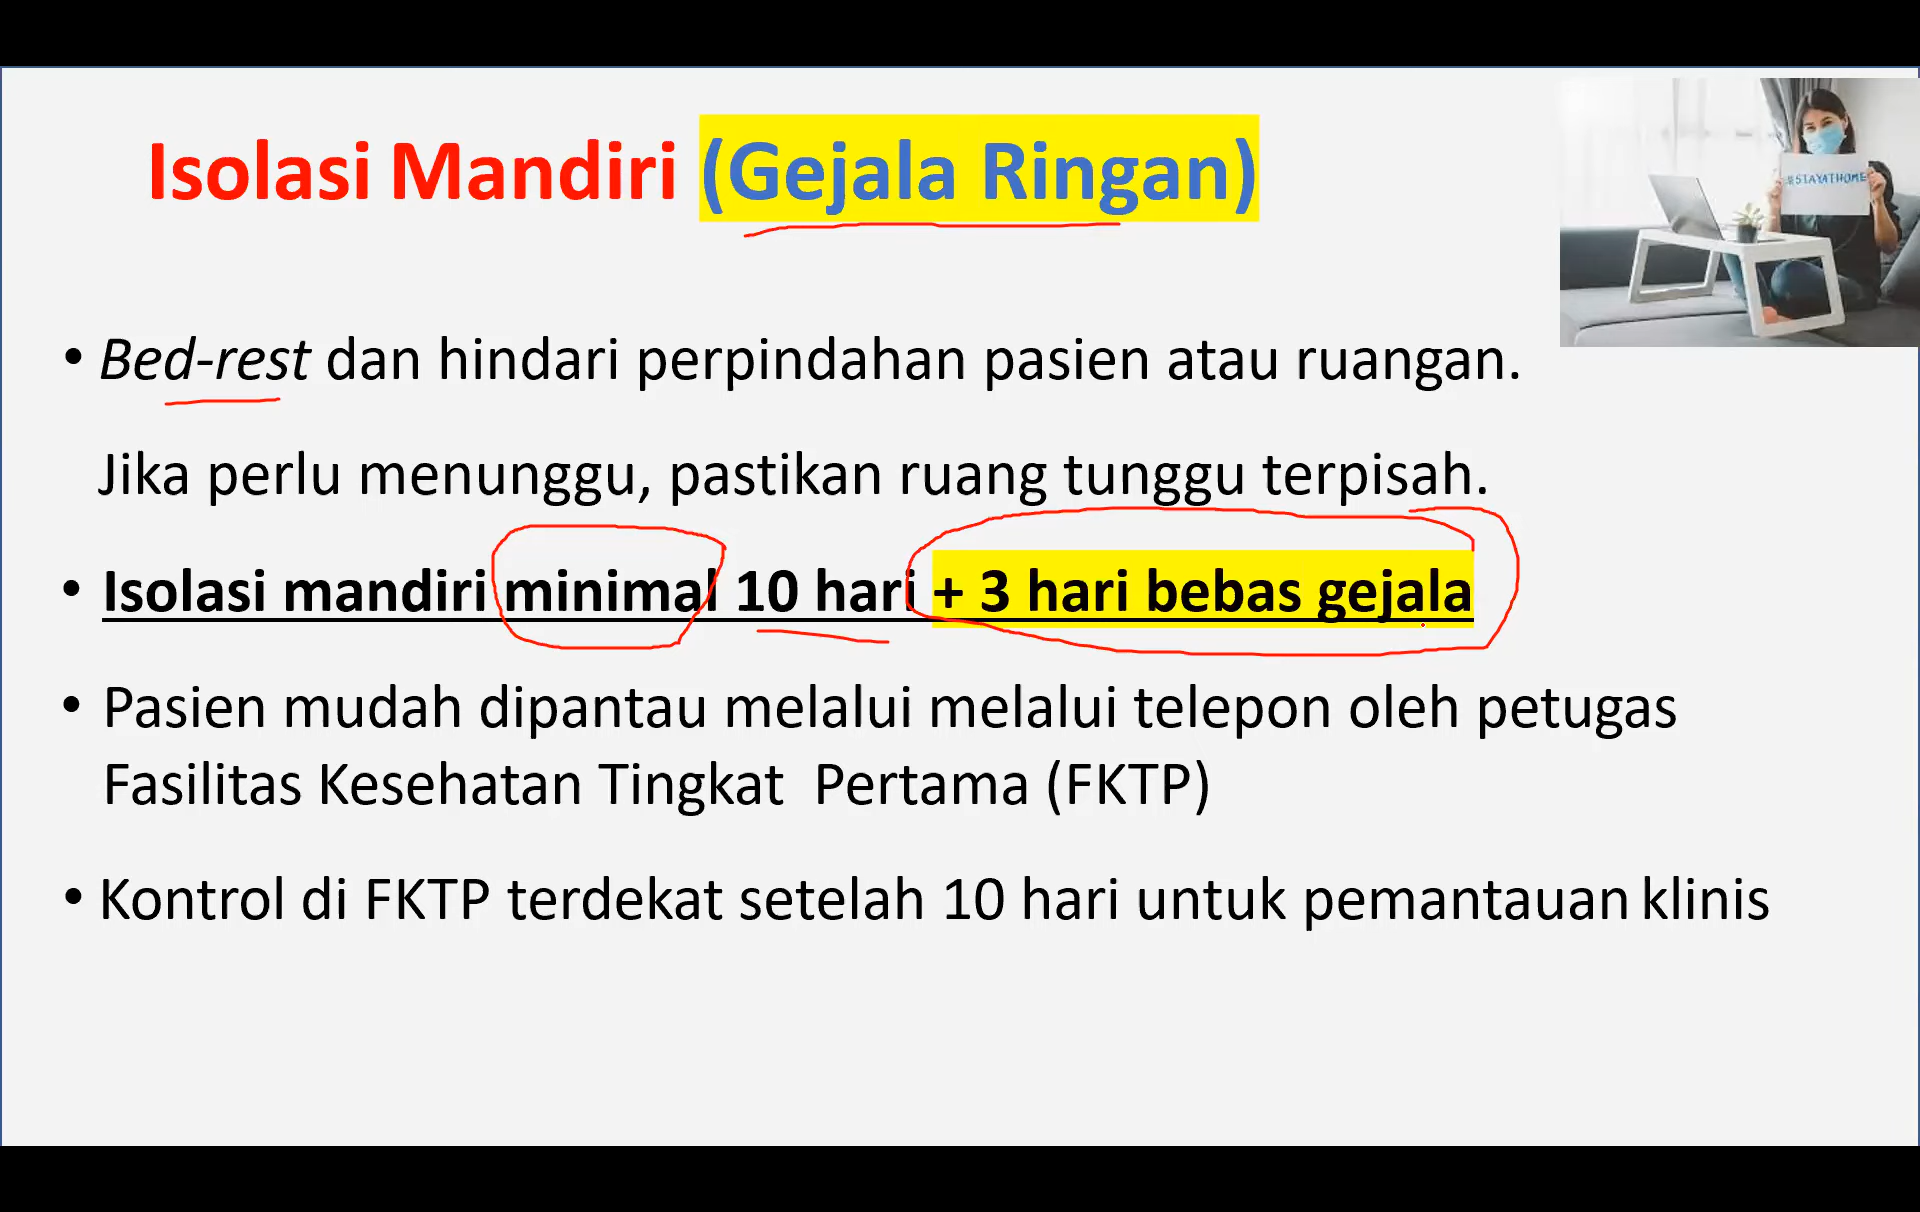 Isolasi Mandiri (Gejala Ringan)
#STAYATHOME
• Bed-rest dan hindari perpindahan pasien atau ruangan.
Jika perlu menunggu, pastikan ruang tunggu terpisah.
• Isolasi mandiri minimal 10 hari + 3 hari bebas gejala
• Pasien mudah dipantau melalui melalui telepon oleh petugas
Fasilitas Kesehatan Tingkat Pertama (FKTP)
• Kontrol di FKTP terdekat setelah 10 hari untuk pemantauan klinis